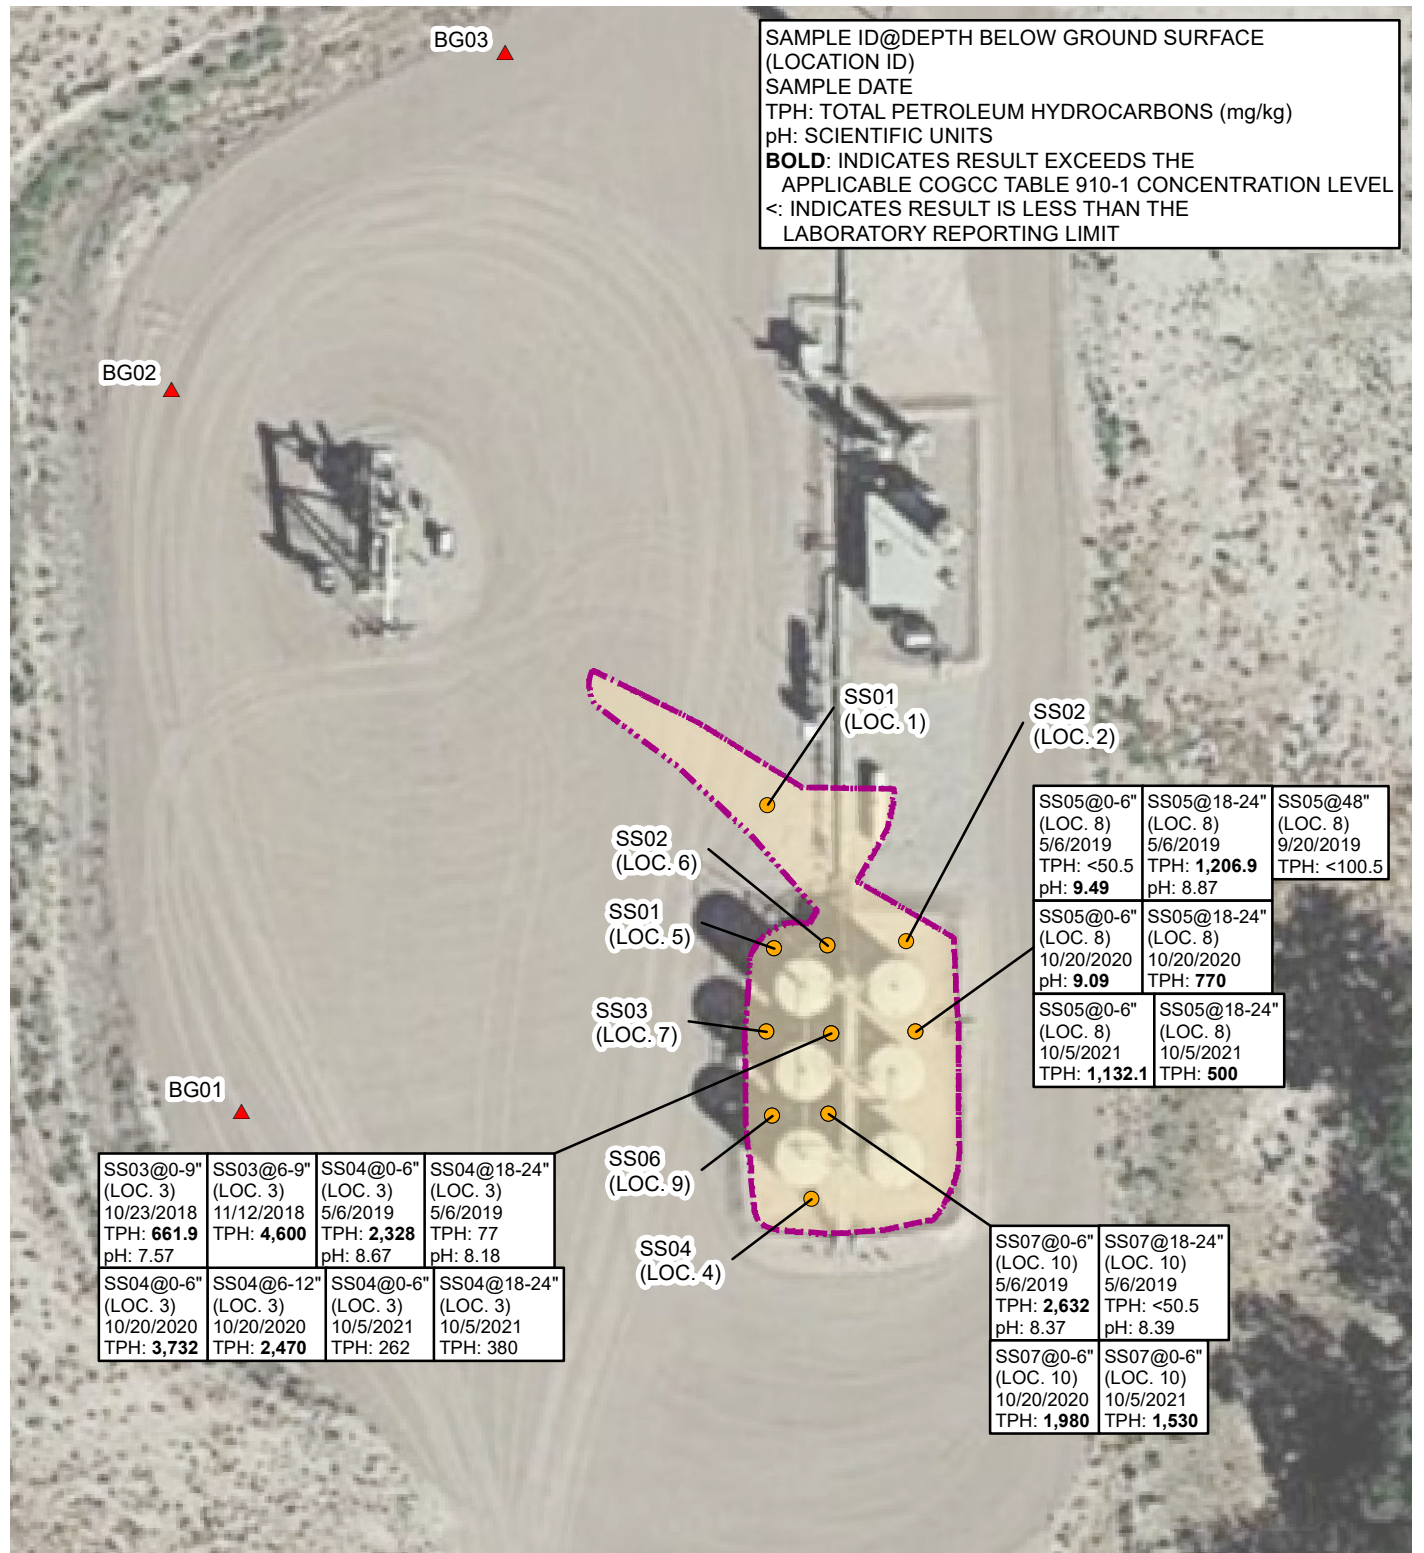 BG03
SAMPLE ID@DEPTH BELOW GROUND SURFACE
(LOCATION ID)
SAMPLE DATE
TPH: TOTAL PETROLEUM HYDROCARBONS (mg/kg)
pH: SCIENTIFIC UNITS
BOLD: INDICATES RESULT EXCEEDS THE
APPLICABLE COGCC TABLE 910-1 CONCENTRATION LEVEL
<: INDICATES RESULT IS LESS THAN THE
LABORATORY REPORTING LIMIT
BG02
SS01
(LOC. 1)
SS02
(LOC. 2)
SS02
(LOC. 6)
SS01
(LOC. 5)
SS03
(LOC. 7)
SS05@0-6"
(LOC. 8)
5/6/2019
TPH: <50.5
pH: 9.49
SS05@18-24"
(LOC. 8)
5/6/2019
TPH: 1,206.9
pH: 8.87
SS05@48"
(LOC. 8)
9/20/2019
TPH: <100.5
SS05@0-6"
(LOC. 8)
10/20/2020
pH: 9.09
SS05@18-24"
(LOC. 8)
10/20/2020
TPH: 770
SS05@0-6"
(LOC. 8)
10/5/2021
TPH: 1,132.1
SS05@18-24"
(LOC. 8)
10/5/2021
TPH: 500
BG01
SS06
(LOC. 9)
SS04
(LOC. 4)
SS03@0-9"
(LOC. 3)
10/23/2018
TPH: 661.9
pH: 7.57
SS03@6-9"
(LOC. 3)
11/12/2018
TPH: 4,600
SS04@0-6"
(LOC. 3)
5/6/2019
TPH: 2,328
pH: 8.67
SS04@18-24"
(LOC. 3)
5/6/2019
TPH: 77
pH: 8.18
SS04@0-6"
(LOC. 3)
10/20/2020
TPH: 3,732
SS04@6-12"
(LOC. 3)
10/20/2020
TPH: 2,470
SS04@0-6"
(LOC. 3)
10/5/2021
TPH: 262
SS04@18-24"
(LOC. 3)
10/5/2021
TPH: 380
SS07@0-6"
(LOC. 10)
5/6/2019
TPH: 2,632
pH: 8.37
SS07@18-24"
(LOC. 10)
5/6/2019
TPH: <50.5
pH: 8.39
SS07@0-6"
(LOC. 10)
10/20/2020
TPH: 1,980
SS07@0-6"
(LOC. 10)
10/5/2021
TPH: 1,530